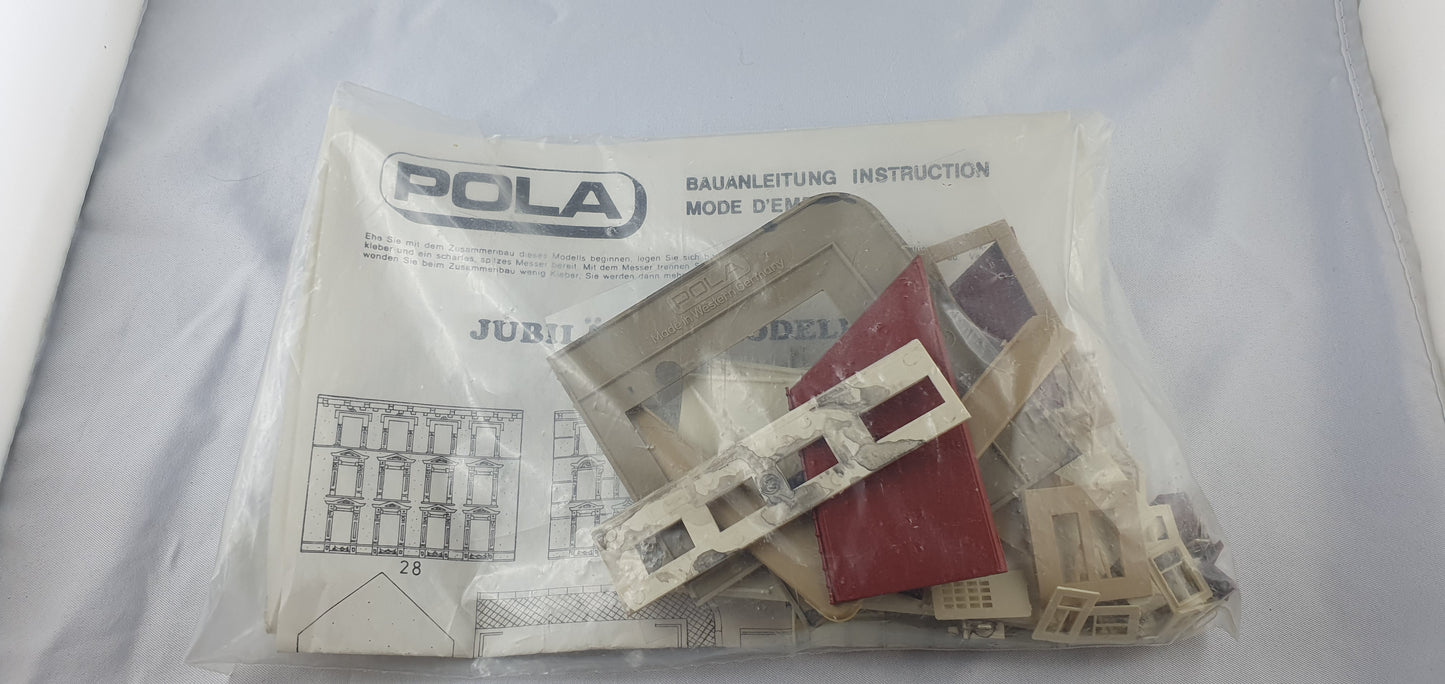 POLA
BAUANLEITUNG INSTRUCTION
MODE D'EM
Ehe Sie mit dem Zusammenbau dieses Modells beginnen, legen Sie sich
kleber und ein scharfes, spitzes Messer bereit. Mit dem Messer trennen
wenden Sie beim Zusammenbau wenig Kleber. Sie werden dann
POLA
Made in Western Germany
JUBIL ODELL
28